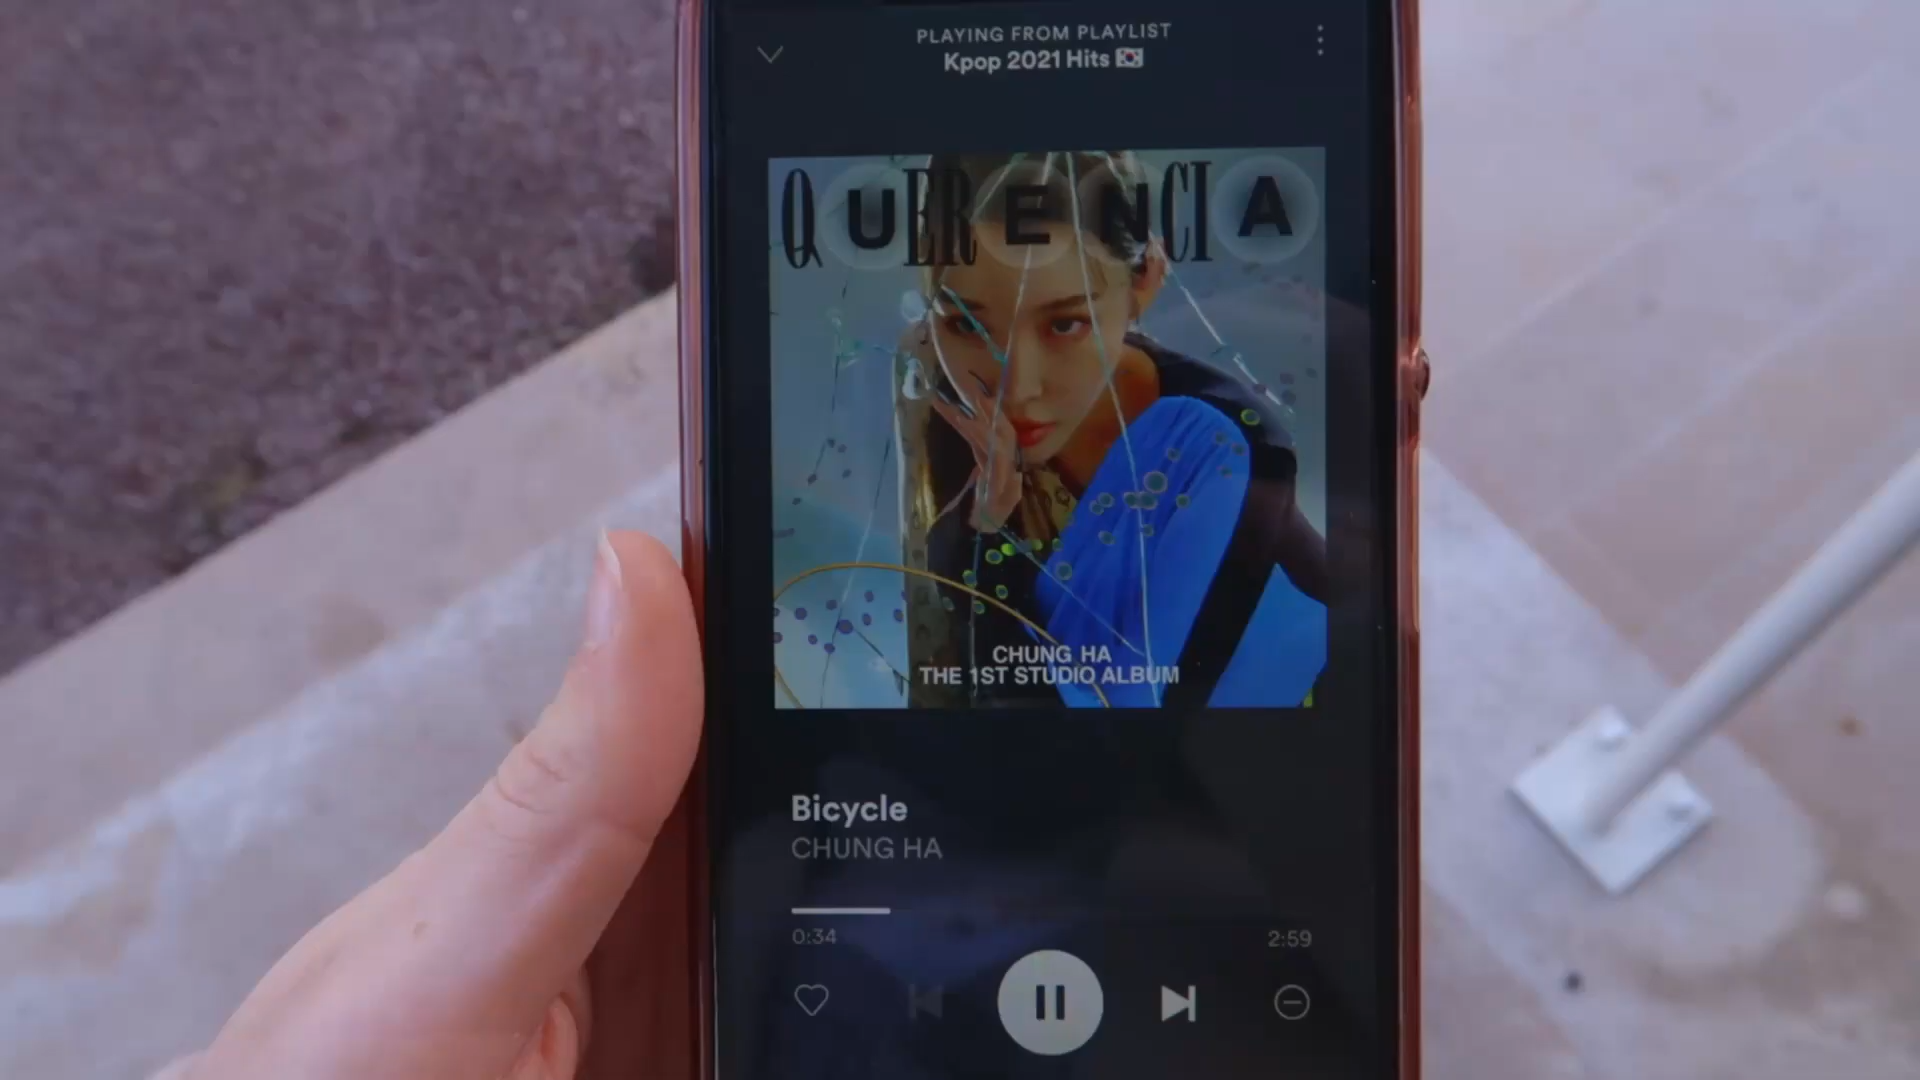 PLAYING FROM PLAYLIST
Kpop 2021 Hits 🇰🇷
QUERENCIA
CHUNG HA
THE 1ST STUDIO ALBUM
Bicycle
CHUNG HA
0:34
2:59